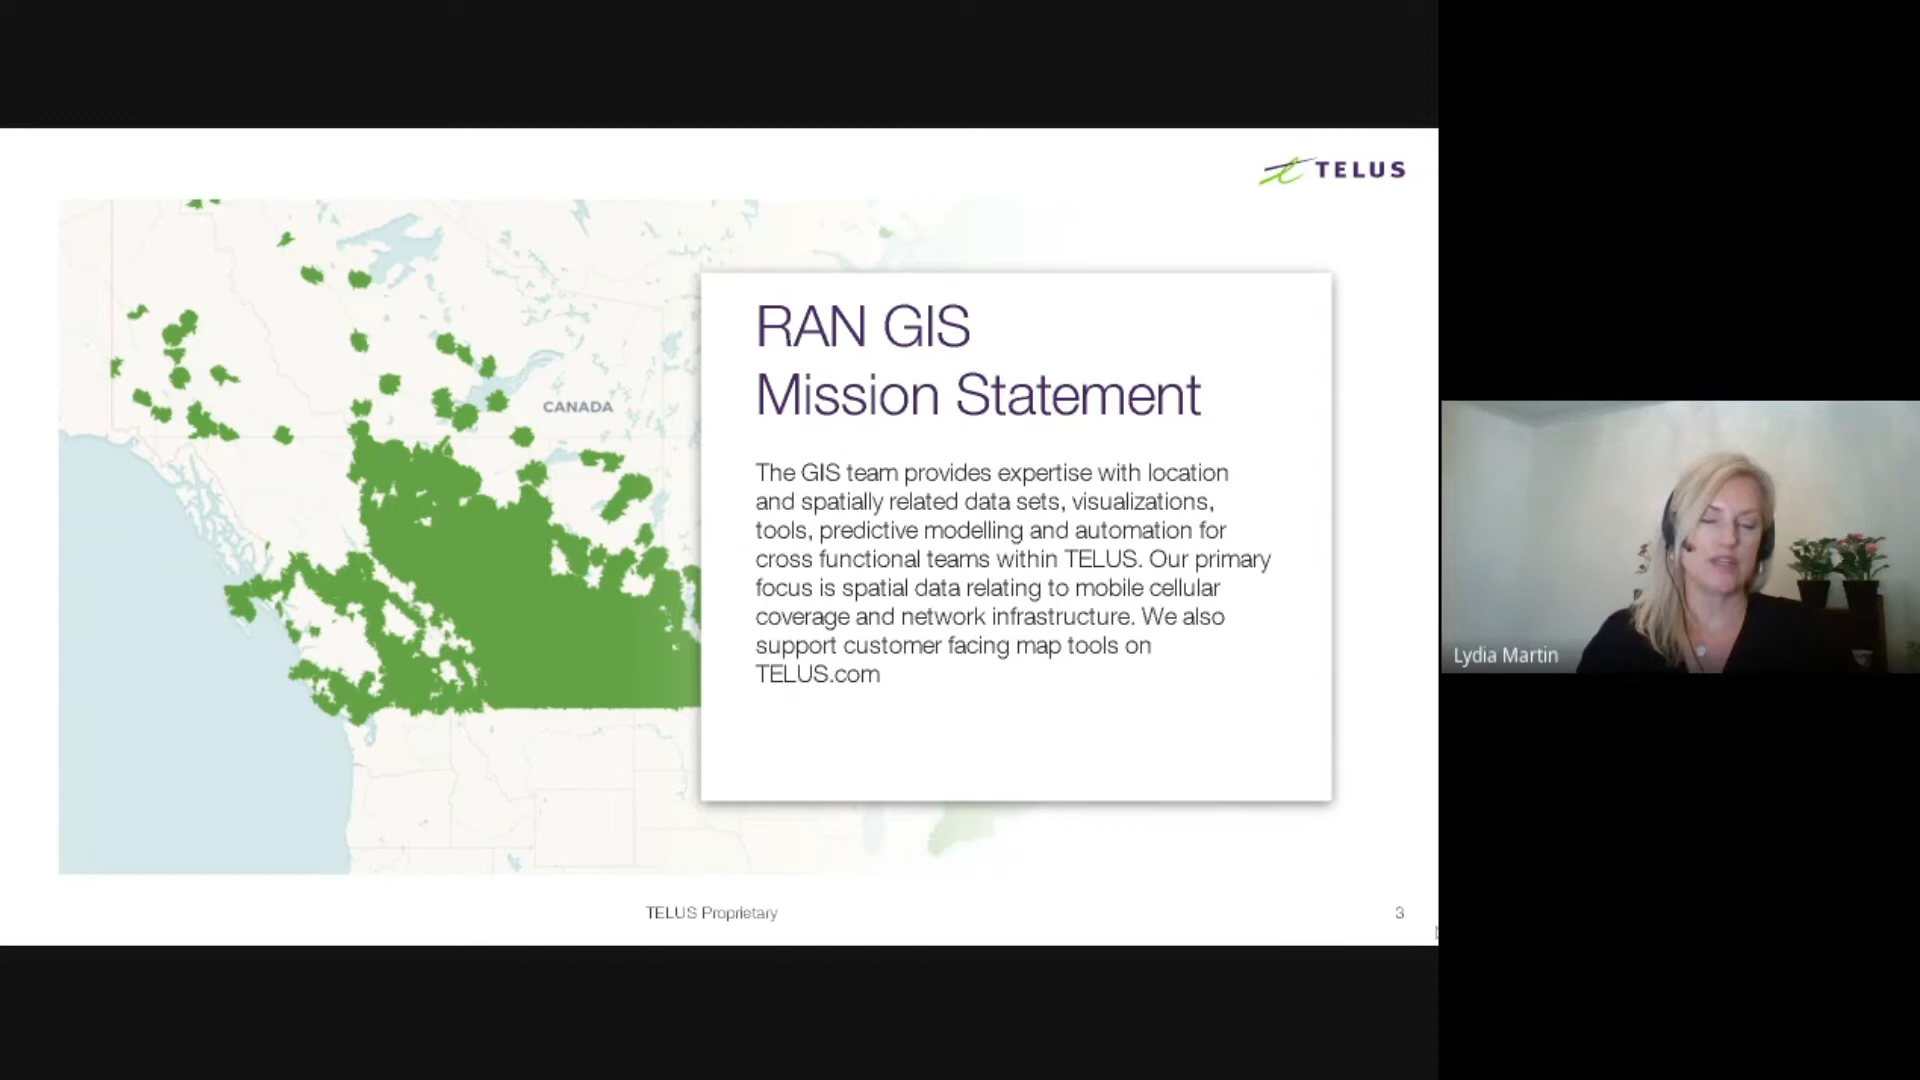 TELUS
CANADA
RAN GIS
Mission Statement
The GIS team provides expertise with location
and spatially related data sets, visualizations,
tools, predictive modelling and automation for
cross functional teams within TELUS. Our primary
focus is spatial data relating to mobile cellular
coverage and network infrastructure. We also
support customer facing map tools on
TELUS.com
Lydia Martin
TELUS Proprietary
3